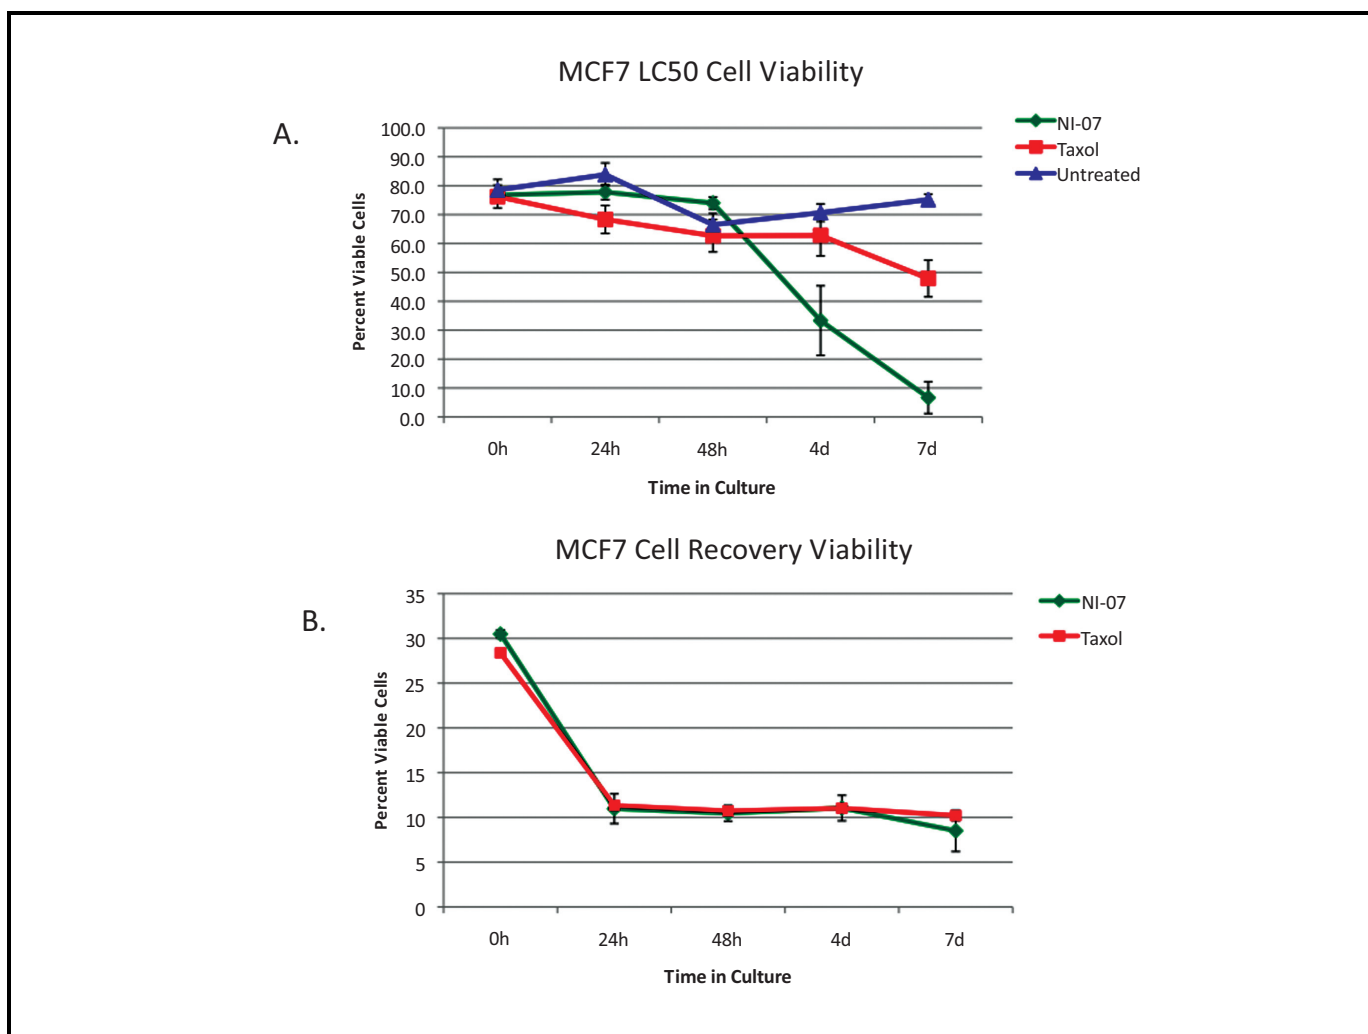 MCF7 LC50 Cell Viability
A.
NI-07
Taxol
Untreated
Percent Viable Cells
100.0
90.0
80.0
70.0
60.0
50.0
40.0
30.0
20.0
10.0
0.0
0h 24h 48h 4d 7d
Time in Culture
MCF7 Cell Recovery Viability
B.
NI-07
Taxol
Percent Viable Cells
35
30
25
20
15
10
5
0
0h 24h 48h 4d 7d
Time in Culture